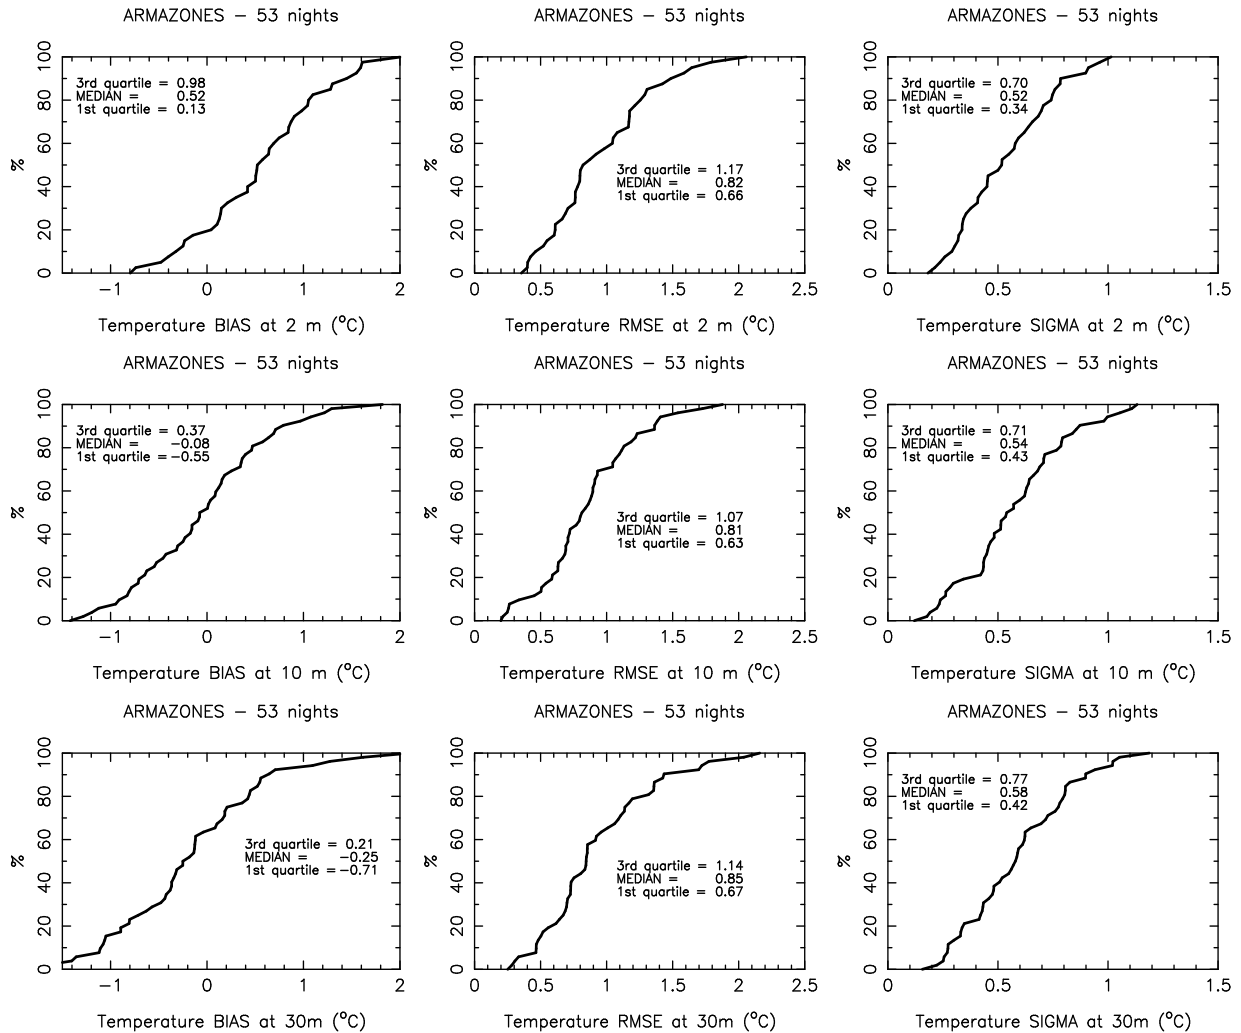 ARMAZONES - 53 nights
100
80
60
40
20
0
%
3rd quartile = 0.98
MEDIAN = 0.52
1st quartile = 0.13
-1 0 1 2
Temperature BIAS at 2 m (°C)
ARMAZONES - 53 nights
100
80
60
40
20
0
%
3rd quartile = 1.17
MEDIAN = 0.82
1st quartile = 0.66
0 0.5 1 1.5 2 2.5
Temperature RMSE at 2 m (°C)
ARMAZONES - 53 nights
100
80
60
40
20
0
%
3rd quartile = 0.70
MEDIAN = 0.52
1st quartile = 0.34
0 0.5 1 1.5
Temperature SIGMA at 2 m (°C)
ARMAZONES - 53 nights
100
80
60
40
20
0
%
3rd quartile = 0.37
MEDIAN = -0.08
1st quartile = -0.55
-1 0 1 2
Temperature BIAS at 10 m (°C)
ARMAZONES - 53 nights
100
80
60
40
20
0
%
3rd quartile = 1.07
MEDIAN = 0.81
1st quartile = 0.63
0 0.5 1 1.5 2 2.5
Temperature RMSE at 10 m (°C)
ARMAZONES - 53 nights
100
80
60
40
20
0
%
3rd quartile = 0.71
MEDIAN = 0.54
1st quartile = 0.43
0 0.5 1 1.5
Temperature SIGMA at 10 m (°C)
ARMAZONES - 53 nights
100
80
60
40
20
0
%
3rd quartile = 0.21
MEDIAN = -0.25
1st quartile = -0.71
-1 0 1 2
Temperature BIAS at 30m (°C)
ARMAZONES - 53 nights
100
80
60
40
20
0
%
3rd quartile = 1.14
MEDIAN = 0.85
1st quartile = 0.67
0 0.5 1 1.5 2 2.5
Temperature RMSE at 30m (°C)
ARMAZONES - 53 nights
100
80
60
40
20
0
%
3rd quartile = 0.77
MEDIAN = 0.58
1st quartile = 0.42
0 0.5 1 1.5
Temperature SIGMA at 30m (°C)